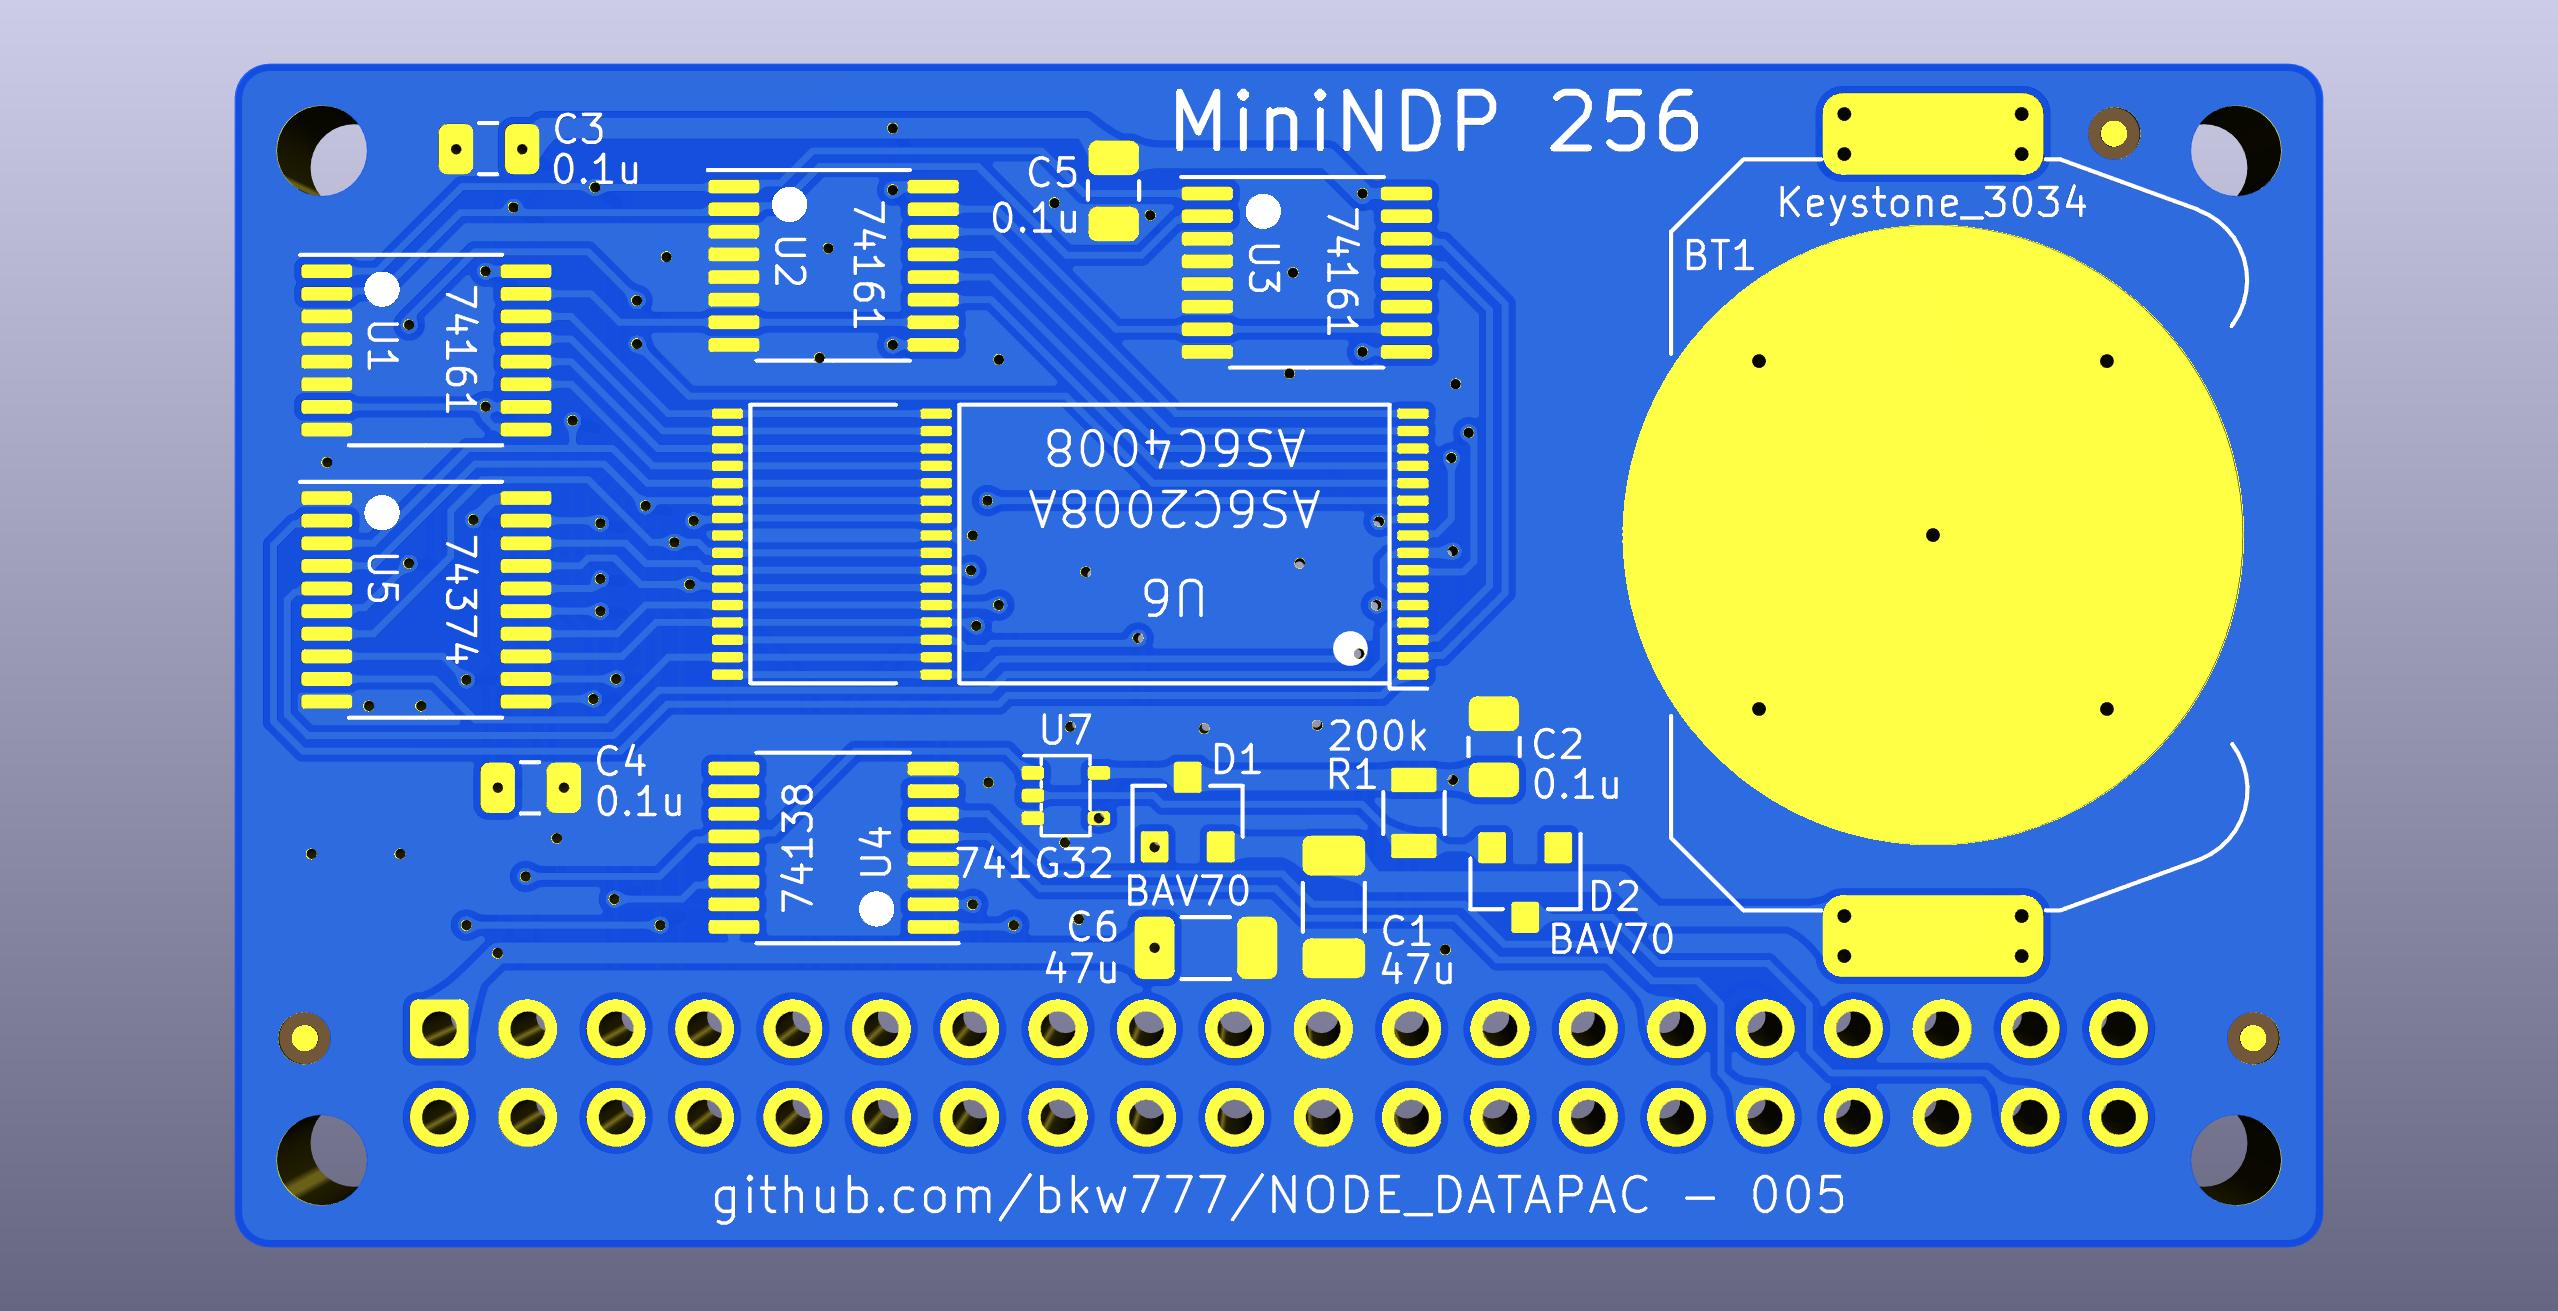 MiniNDP 256
C3
0.1u
C5
0.1u
Keystone_3034
BT1
U2
74161
U3
74161
U1
74161
AS6C4008
AS6C2008A
U6
U5
74374
U7
741G32
D1
BAV70
200k
R1
C2
0.1u
C4
0.1u
74138
U4
D2
BAV70
C6
47u
C1
47u
github.com/bkw777/NODE_DATAPAC - 005